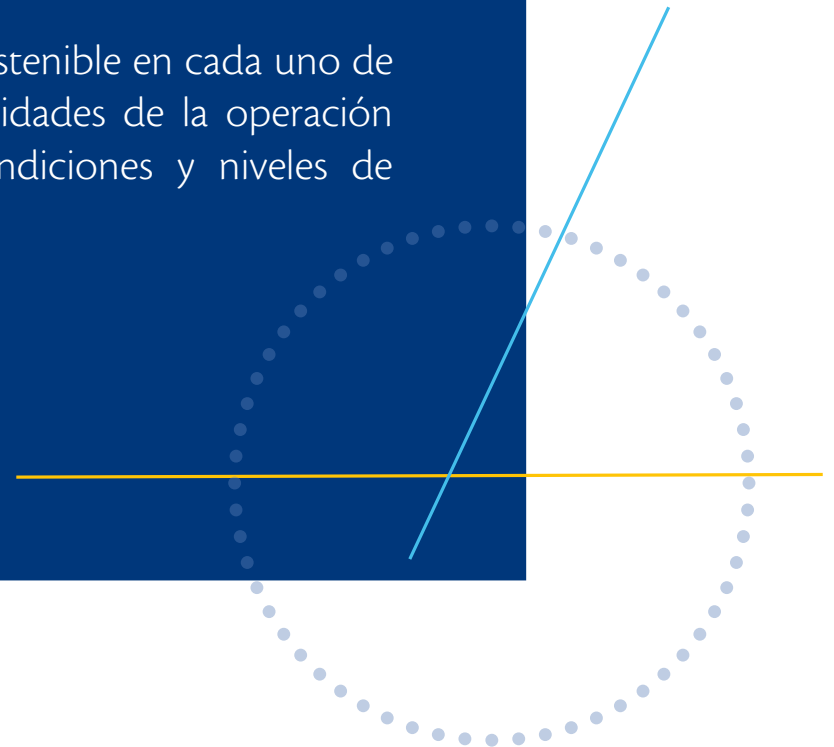 stenible en cada uno de
idades de la operación
ndiciones y niveles de